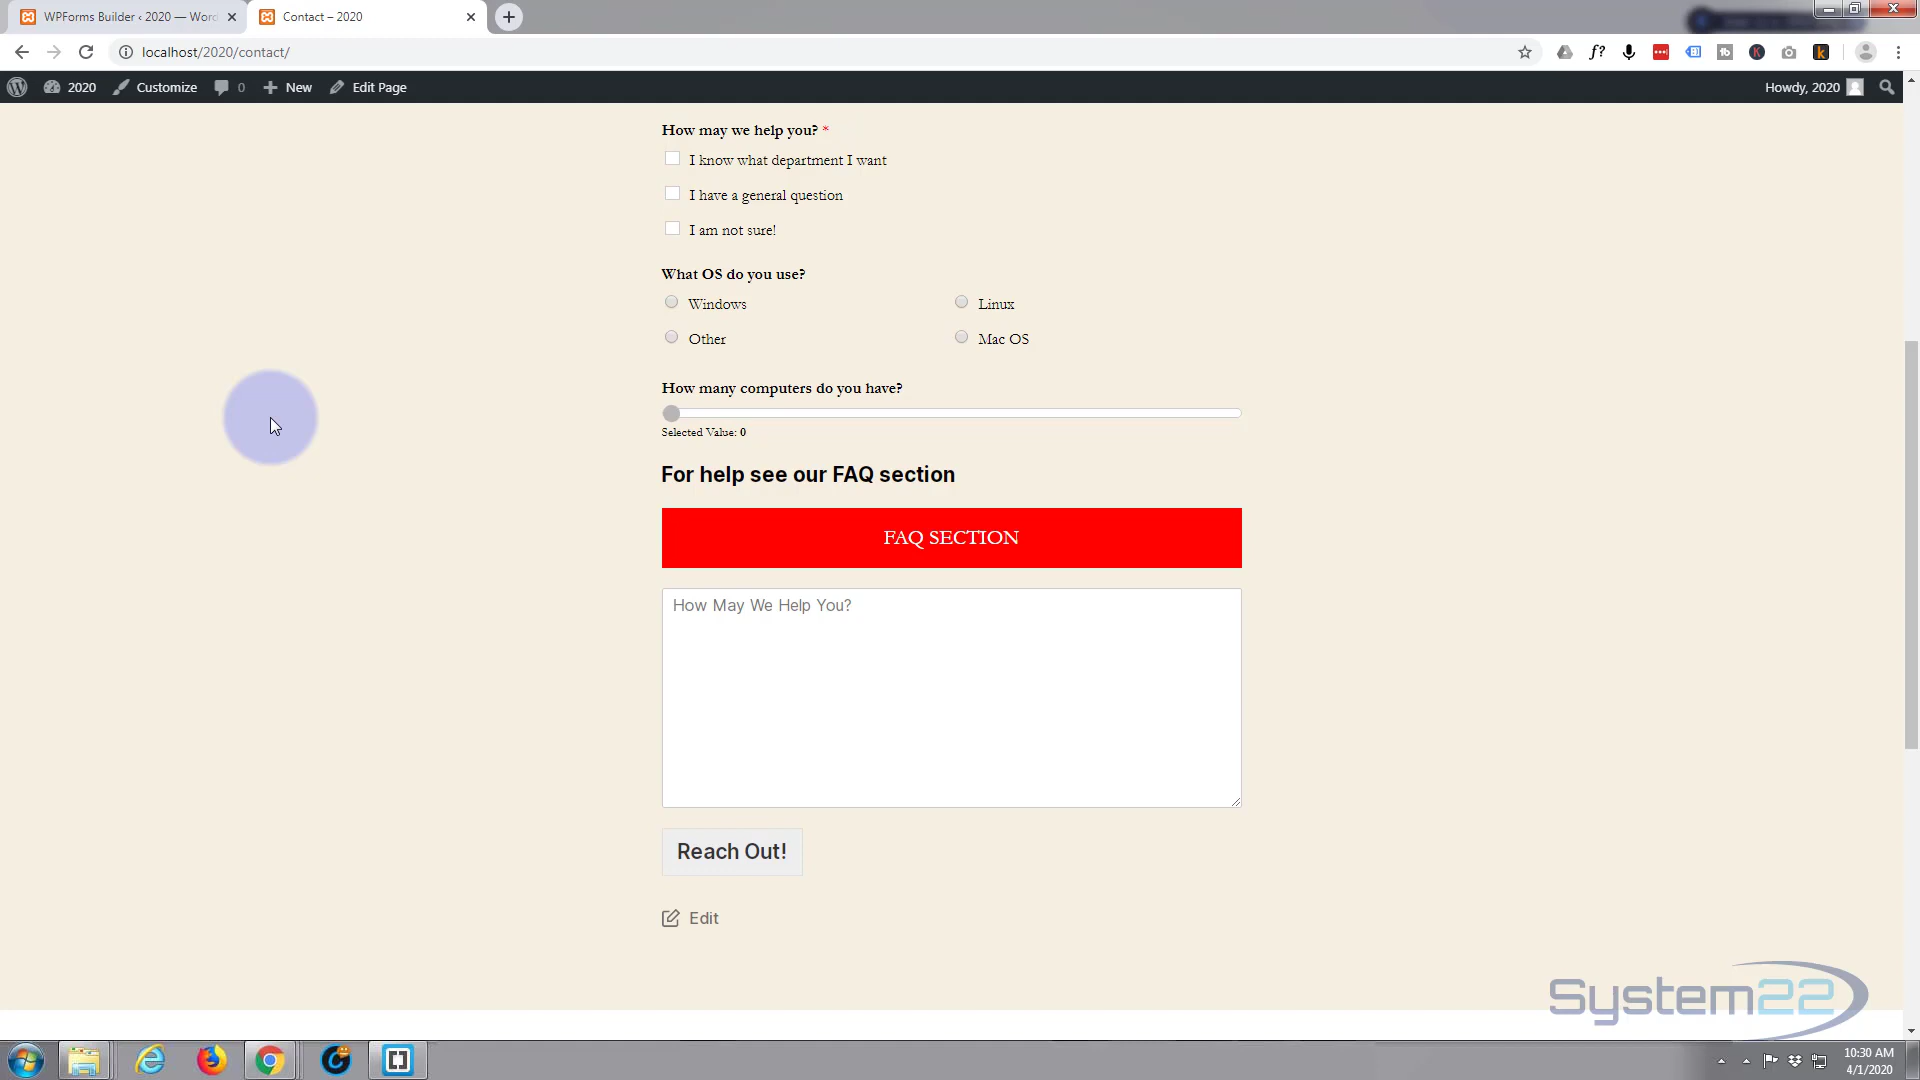 WPForms Builder ‹ 2020 — Word
Contact – 2020
localhost/2020/contact/
2020
Customize
0
New
Edit Page
Howdy, 2020
How may we help you? *
I know what department I want
I have a general question
I am not sure!
What OS do you use?
Windows
Linux
Other
Mac OS
How many computers do you have?
Selected Value: 0
For help see our FAQ section
FAQ SECTION
How May We Help You?
Reach Out!
Edit
System22
10:30 AM
4/1/2020